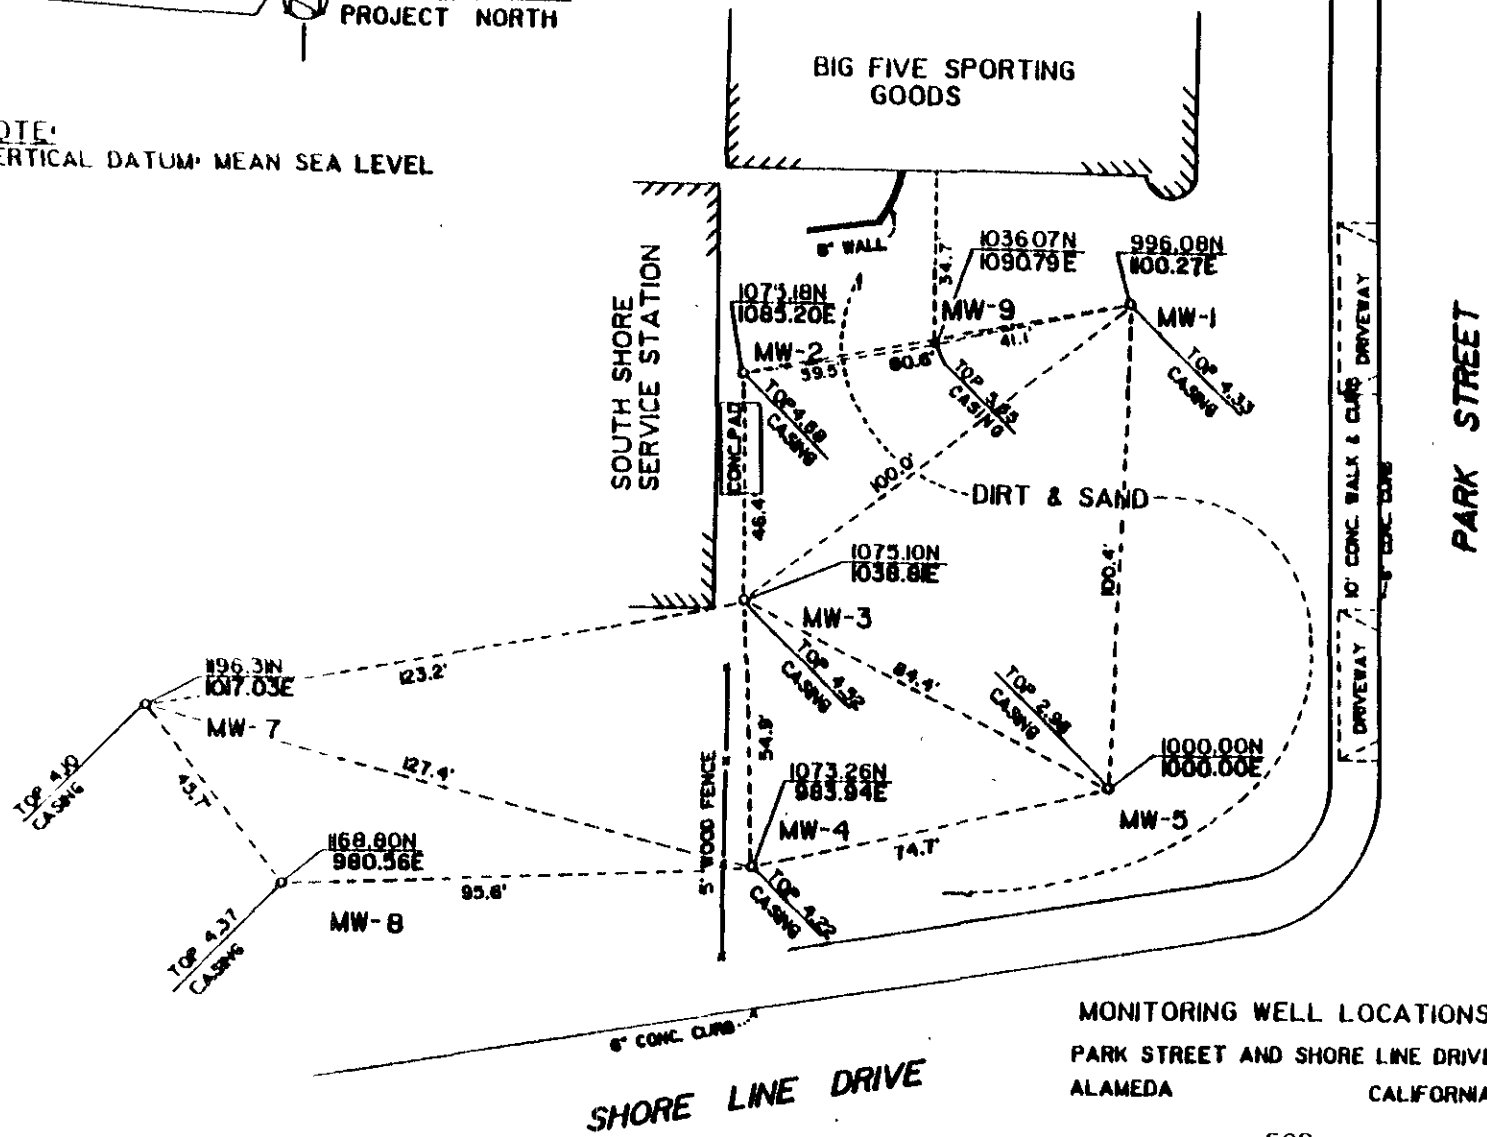 PROJECT NORTH
OTE:
ERTICAL DATUM: MEAN SEA LEVEL
BIG FIVE SPORTING
GOODS
8" WALL
34.7'
103607N
1090.79E
996.08N
1100.27E
1075.18N
1085.20E
MW-9
MW-1
MW-2
41.1'
39.5'
80.6'
TOP 4.33
CASING
TOP
CASING
TOP 4.88
CASING
SOUTH SHORE
SERVICE STATION
CONC. PAD
46.4'
100.0'
DIRT & SAND
100.4'
DRIVEWAY
10' CONC. WALK & CURB
6" CONC. CURB
DRIVEWAY
PARK STREET
1075.10N
1038.81E
MW-3
TOP 4.52
CASING
84.4'
TOP 2.98
CASING
1196.31N
1017.03E
MW-7
123.2'
TOP 4.10
CASING
127.4'
45.7'
54.9'
5' WOOD FENCE
1073.26N
983.94E
MW-4
1000.00N
1000.00E
MW-5
74.7'
1168.80N
980.56E
95.6'
MW-8
TOP 4.37
CASING
TOP 4.22
CASING
6" CONC. CURB
SHORE LINE DRIVE
MONITORING WELL LOCATIONS
PARK STREET AND SHORE LINE DRIVE
ALAMEDA CALIFORNIA